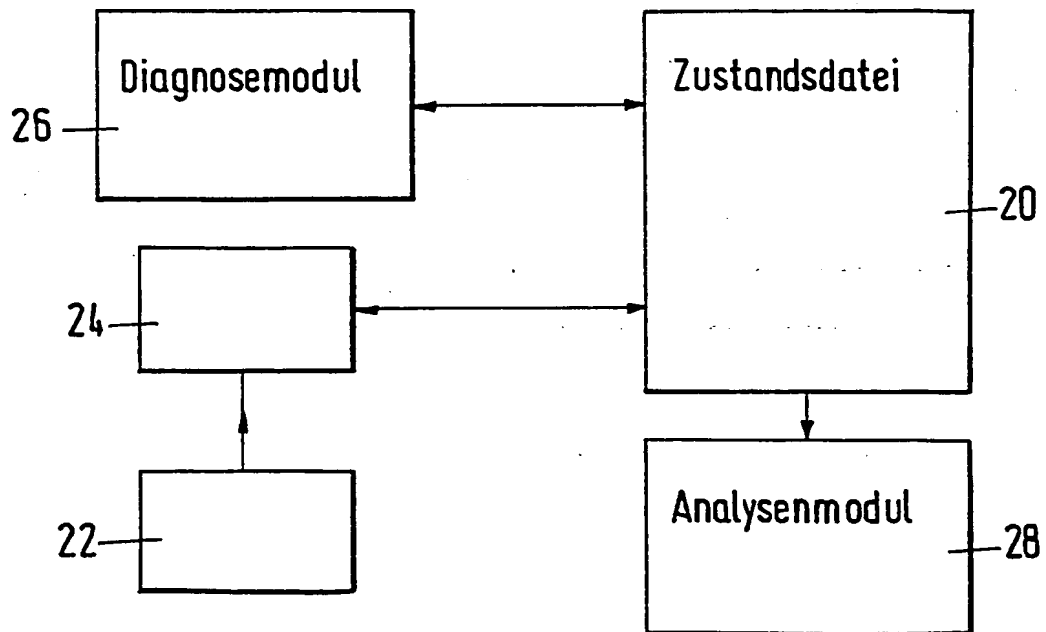 Diagnosemodul
Zustandsdatei
26
20
24
22
Analysenmodul
28